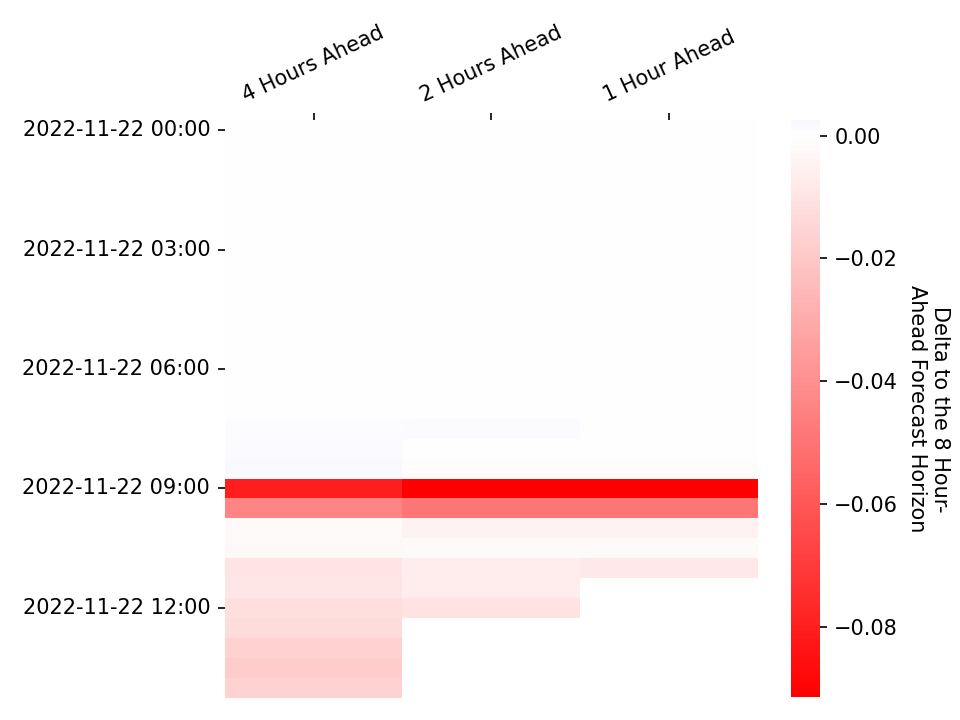 4 Hours Ahead
2 Hours Ahead
1 Hour Ahead
2022-11-22 00:00
2022-11-22 03:00
2022-11-22 06:00
2022-11-22 09:00
2022-11-22 12:00
0.00
−0.02
−0.04
−0.06
−0.08
Delta to the 8 Hour-
Ahead Forecast Horizon